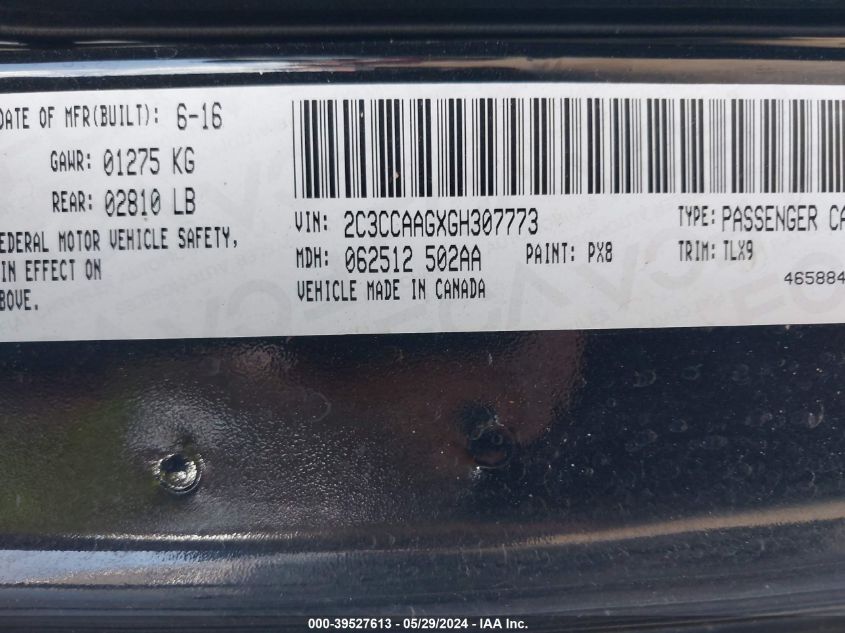 DATE OF MFR(BUILT): 6-16
GAWR: 01275 KG
REAR: 02810 LB
EDERAL MOTOR VEHICLE SAFETY,
IN EFFECT ON
BOVE.
VIN: 2C3CCAAGXGH307773
TYPE: PASSENGER CA
MDH: 062512 502AA
PAINT: PX8
TRIM: TLX9
VEHICLE MADE IN CANADA
465884
000-39527613 - 05/29/2024 - IAA Inc.